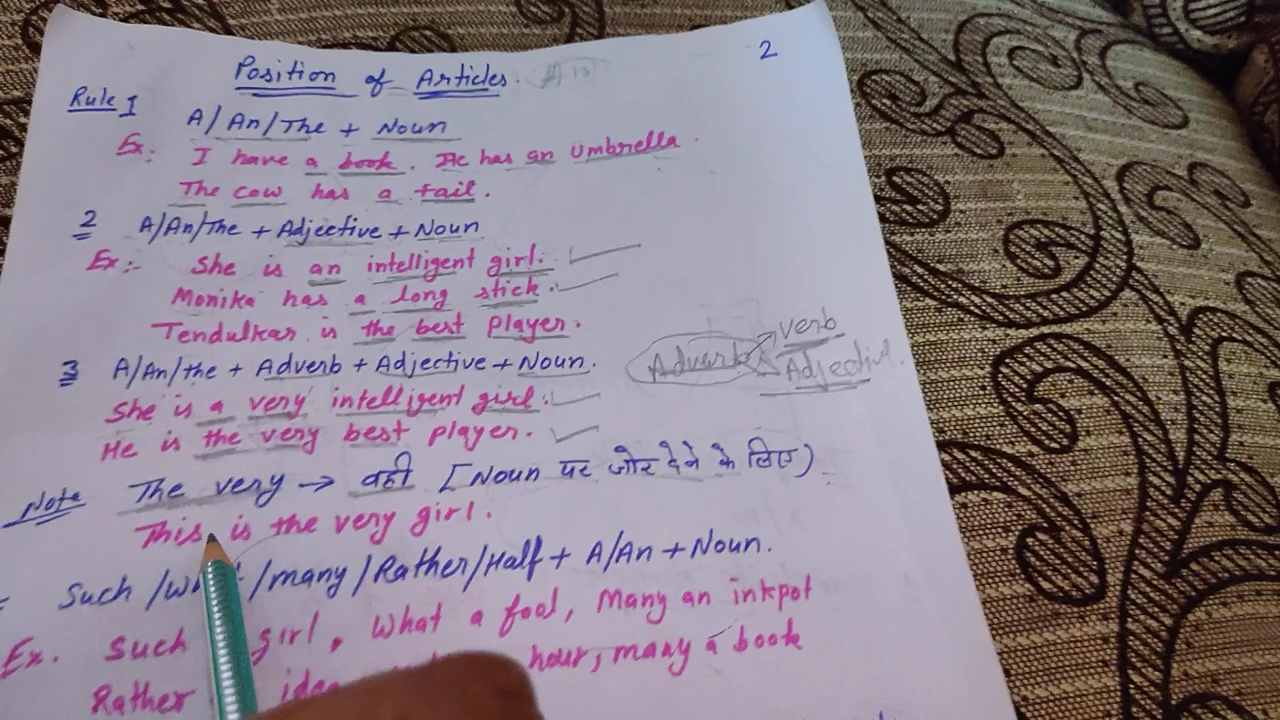 2
Position of Articles.
Rule 1
A/An/The + Noun
Ex: I have a book. He has an umbrella.
The cow has a tail.
2 A/An/The + Adjective + Noun
Ex:- She is an intelligent girl.
Monika has a long stick.
Tendulkar is the best player.
3 A/An/the + Adverb + Adjective + Noun.
Adverb verb
Adjective.
She is a very intelligent girl.
He is the very best player.
Note The very → वही [Noun पर जोर देने के लिए)
This is the very girl.
Such / /many/Rather/Half + A/An + Noun.
Ex. Such girl, What a fool, Many an inkpot
Rather hour, many a book